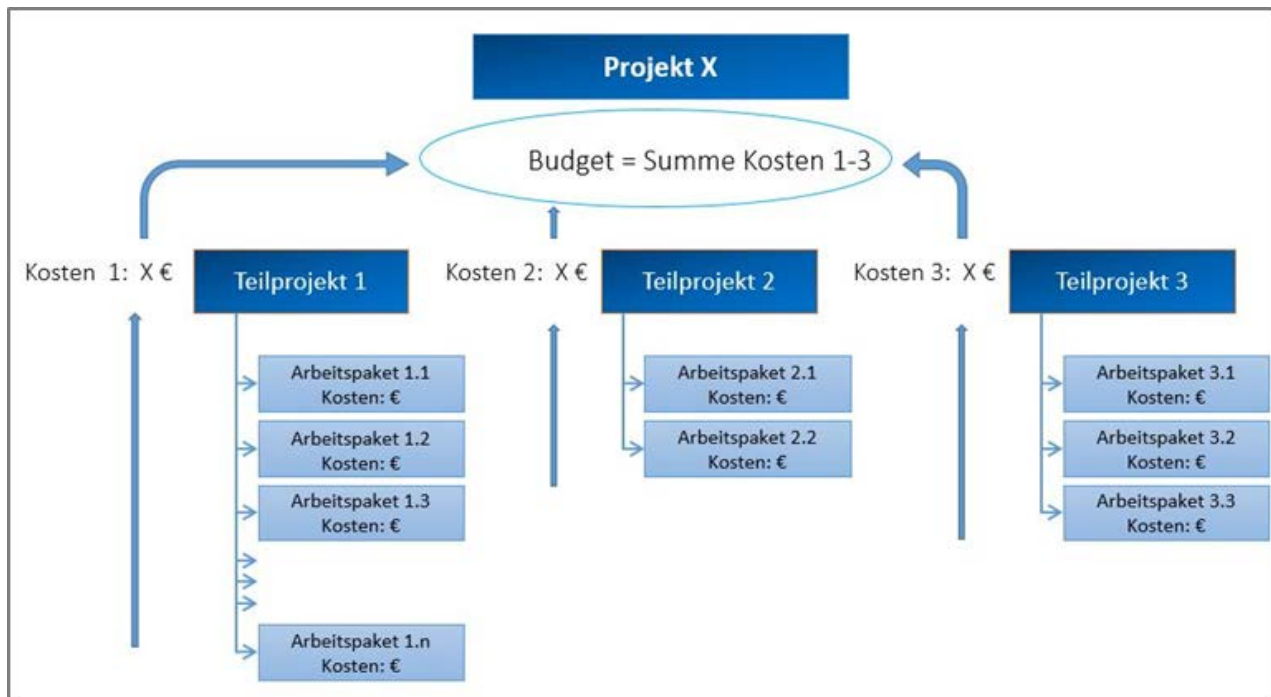 Projekt X
Budget = Summe Kosten 1-3
Kosten 1: X €
Teilprojekt 1
Kosten 2: X €
Teilprojekt 2
Kosten 3: X €
Teilprojekt 3
Arbeitspaket 1.1
Kosten: €
Arbeitspaket 1.2
Kosten: €
Arbeitspaket 1.3
Kosten: €
Arbeitspaket 1.n
Kosten: €
Arbeitspaket 2.1
Kosten: €
Arbeitspaket 2.2
Kosten: €
Arbeitspaket 3.1
Kosten: €
Arbeitspaket 3.2
Kosten: €
Arbeitspaket 3.3
Kosten: €